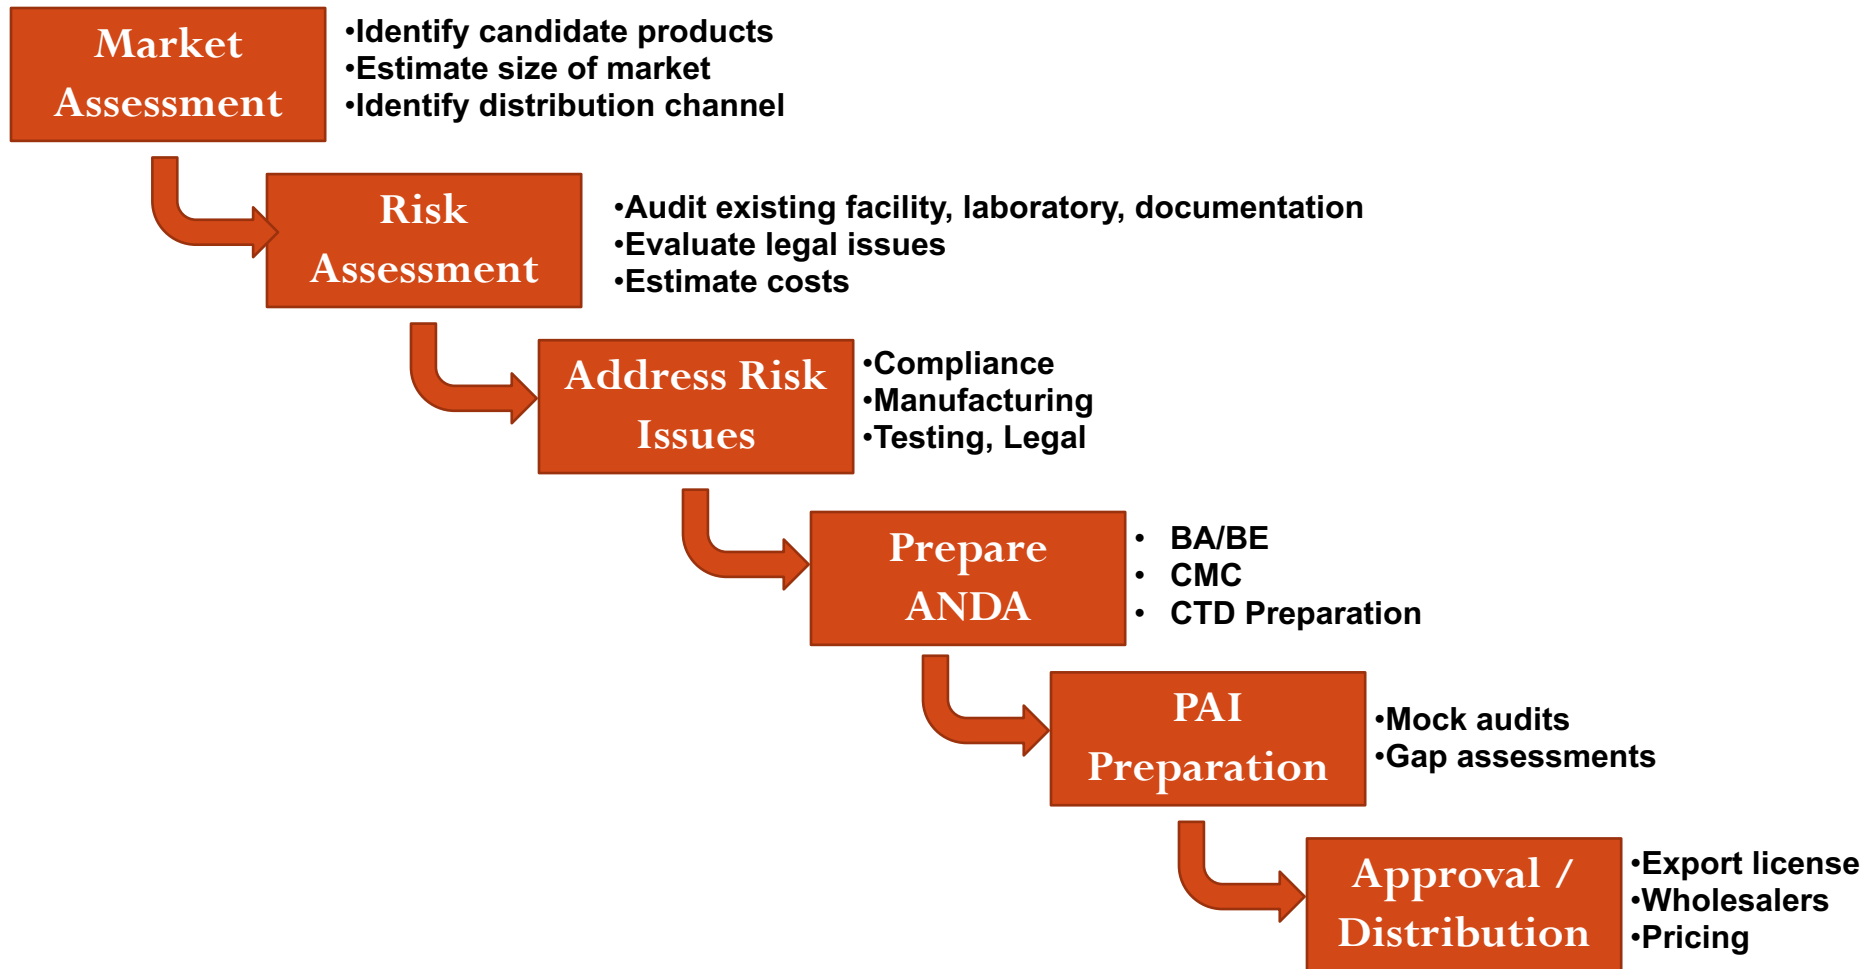 Market
Assessment
•Identify candidate products
•Estimate size of market
•Identify distribution channel
Risk
Assessment
•Audit existing facility, laboratory, documentation
•Evaluate legal issues
•Estimate costs
Address Risk
Issues
•Compliance
•Manufacturing
•Testing, Legal
Prepare
ANDA
• BA/BE
• CMC
• CTD Preparation
PAI
Preparation
•Mock audits
•Gap assessments
Approval /
Distribution
•Export license
•Wholesalers
•Pricing